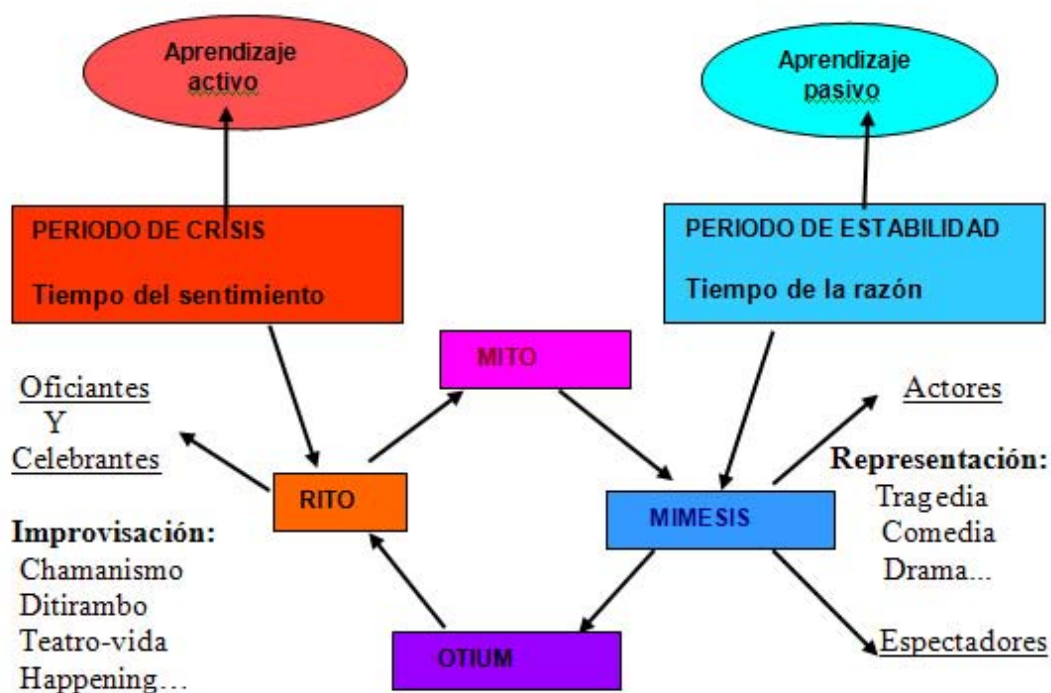 Aprendizaje
activo
Aprendizaje
pasivo
PERIODO DE CRISIS
Tiempo del sentimiento
PERIODO DE ESTABILIDAD
Tiempo de la razón
MITO
Oficiantes
Y
Celebrantes
Actores
RITO
MIMESIS
Representación:
Tragedia
Comedia
Drama...
Improvisación:
Chamanismo
Ditirambo
Teatro-vida
Happening...
OTIUM
Espectadores